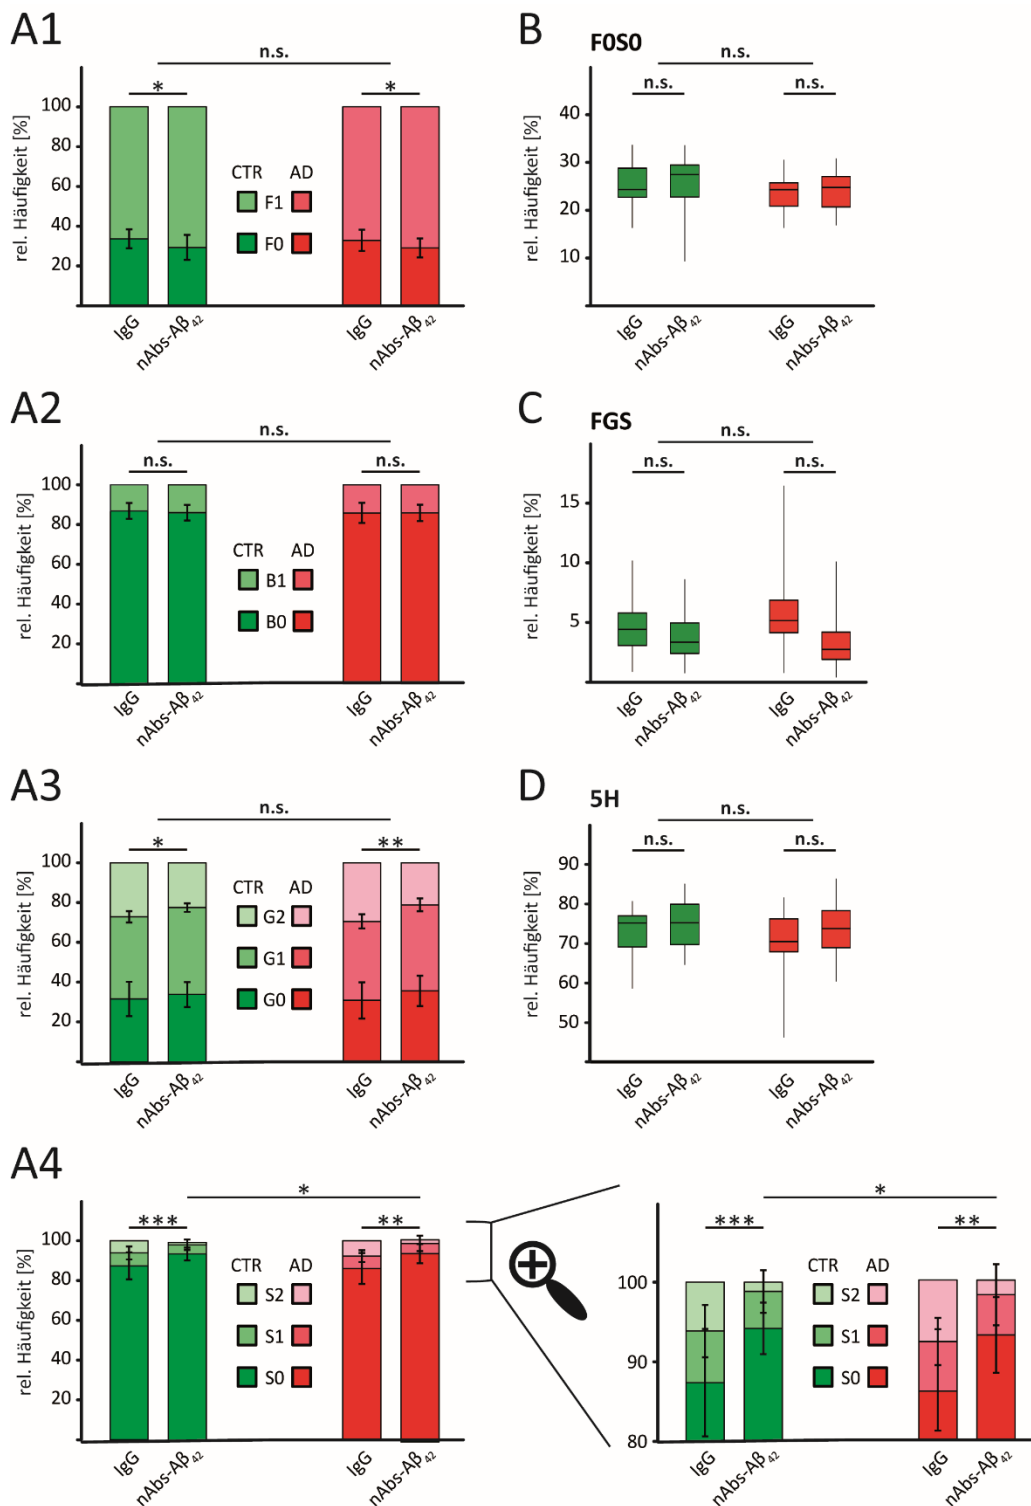 A1
n.s.
* *
rel. Häufigkeit [%]
100
80
60
40
20
CTR AD
F1
F0
IgG
nAbs-Aβ42
IgG
nAbs-Aβ42
B
F0S0
n.s.
n.s. n.s.
rel. Häufigkeit [%]
40
30
20
10
IgG
nAbs-Aβ42
IgG
nAbs-Aβ42
A2
n.s.
n.s. n.s.
rel. Häufigkeit [%]
100
80
60
40
20
CTR AD
B1
B0
IgG
nAbs-Aβ42
IgG
nAbs-Aβ42
C
FGS
n.s.
n.s. n.s.
rel. Häufigkeit [%]
15
10
5
IgG
nAbs-Aβ42
IgG
nAbs-Aβ42
A3
n.s.
* **
rel. Häufigkeit [%]
100
80
60
40
20
CTR AD
G2
G1
G0
IgG
nAbs-Aβ42
IgG
nAbs-Aβ42
D
5H
n.s.
n.s. n.s.
rel. Häufigkeit [%]
90
80
70
60
50
IgG
nAbs-Aβ42
IgG
nAbs-Aβ42
A4
*
*** **
rel. Häufigkeit [%]
100
80
60
40
20
CTR AD
S2
S1
S0
IgG
nAbs-Aβ42
IgG
nAbs-Aβ42
*
*** **
100
90
80
CTR AD
S2
S1
S0
IgG
nAbs-Aβ42
IgG
nAbs-Aβ42